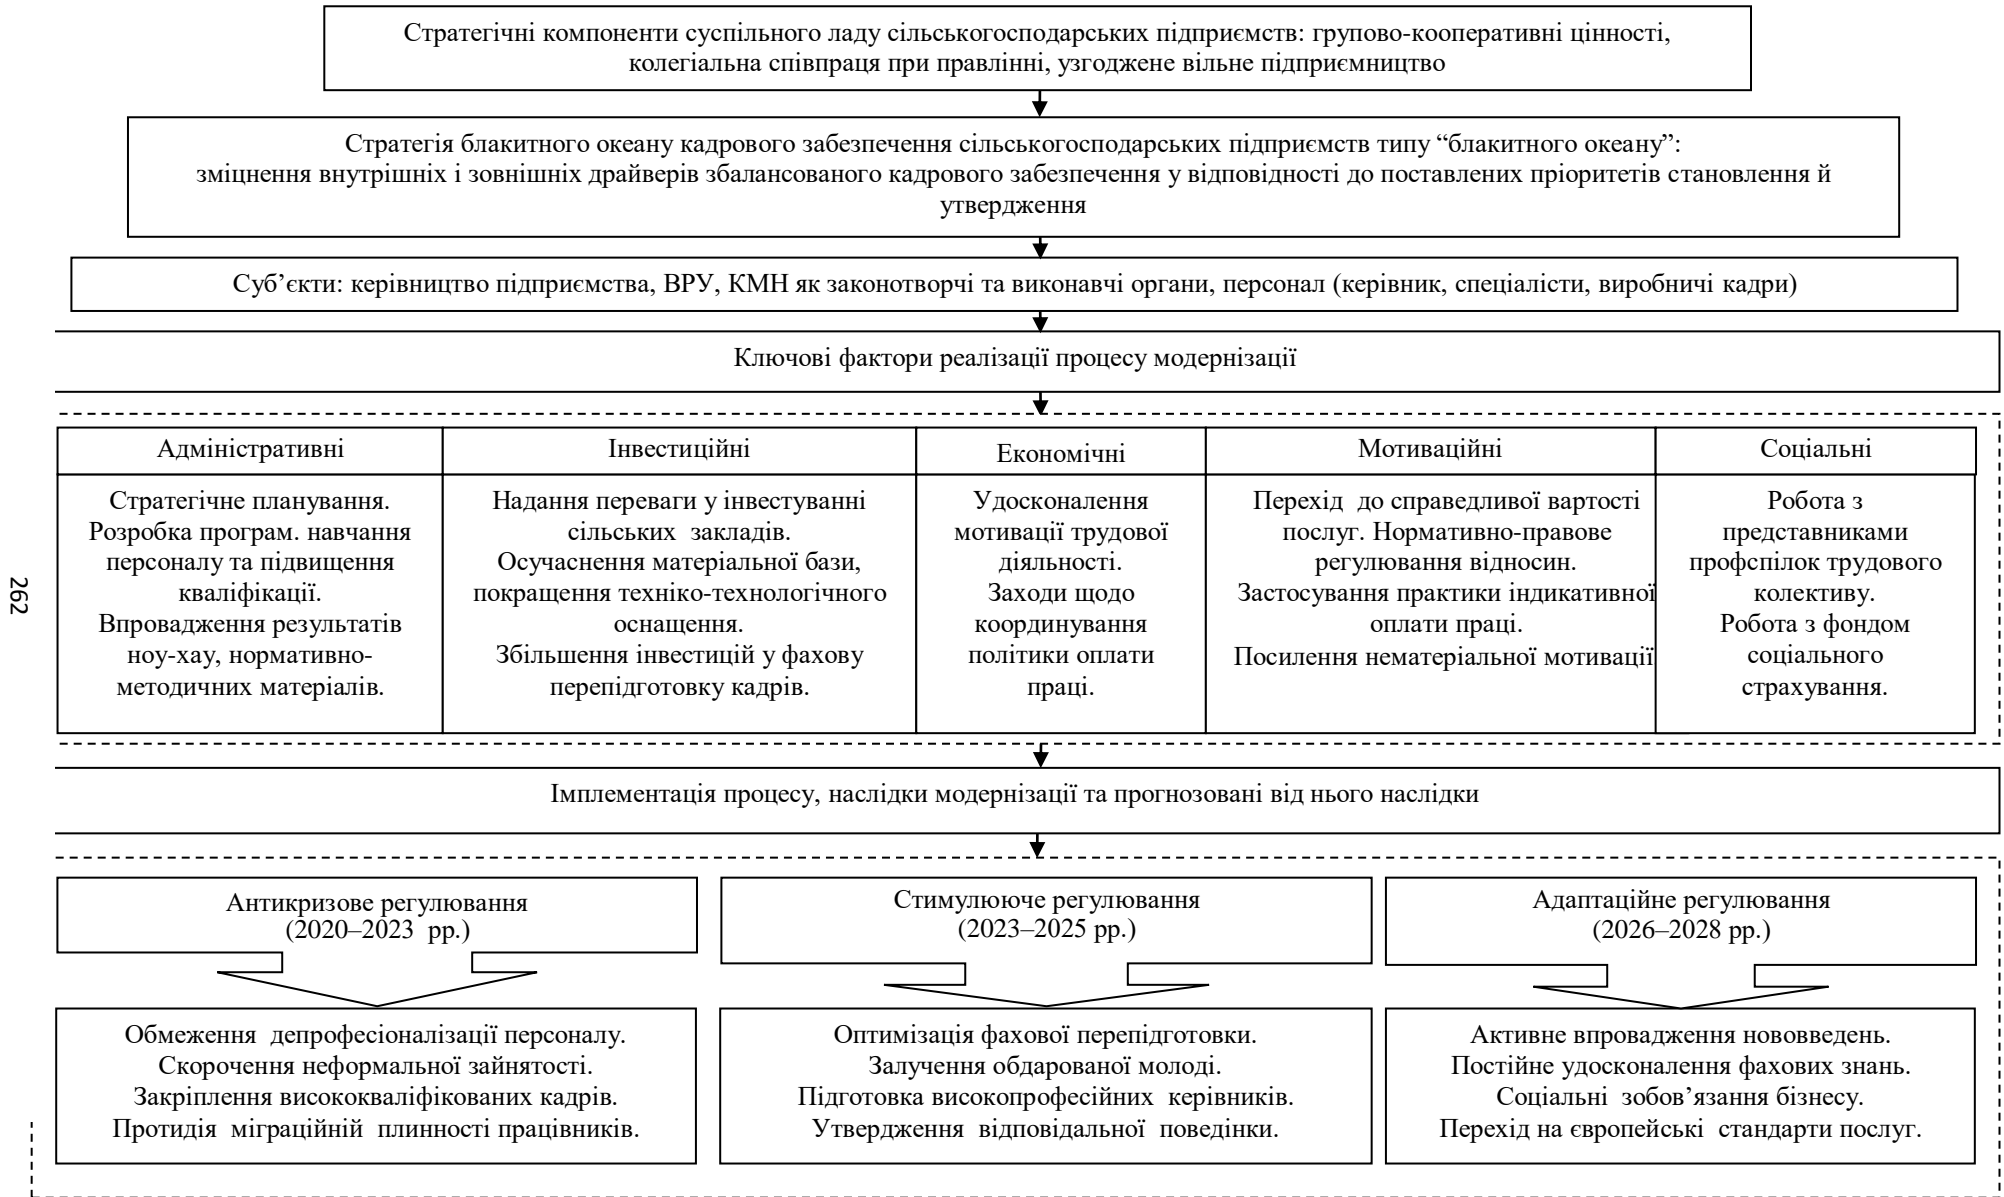 Стратегічні компоненти суспільного ладу сільськогосподарських підприємств: групово-кооперативні цінності,
колегіальна співпраця при правлінні, узгоджене вільне підприємництво
Стратегія блакитного океану кадрового забезпечення сільськогосподарських підприємств типу “блакитного океану”:
зміцнення внутрішніх і зовнішніх драйверів збалансованого кадрового забезпечення у відповідності до поставлених пріоритетів становлення й
утвердження
Суб’єкти: керівництво підприємства, ВРУ, КМН як законотворчі та виконавчі органи, персонал (керівник, спеціалісти, виробничі кадри)
Ключові фактори реалізації процесу модернізації
Адміністративні
Стратегічне планування.
Розробка програм. навчання
персоналу та підвищення
кваліфікації.
Впровадження результатів
ноу-хау, нормативно-
методичних матеріалів.
Інвестиційні
Надання переваги у інвестуванні
сільських закладів.
Осучаснення матеріальної бази,
покращення техніко-технологічного
оснащення.
Збільшення інвестицій у фахову
перепідготовку кадрів.
Економічні
Удосконалення
мотивації трудової
діяльності.
Заходи щодо
координування
політики оплати
праці.
Мотиваційні
Перехід до справедливої вартості
послуг. Нормативно-правове
регулювання відносин.
Застосування практики індикативної
оплати праці.
Посилення нематеріальної мотивації
Соціальні
Робота з
представниками
профспілок трудового
колективу.
Робота з фондом
соціального
страхування.
262
Імплементація процесу, наслідки модернізації та прогнозовані від нього наслідки
Антикризове регулювання
(2020–2023 рр.)
Обмеження депрофесіоналізації персоналу.
Скорочення неформальної зайнятості.
Закріплення висококваліфікованих кадрів.
Протидія міграційній плинності працівників.
Стимулююче регулювання
(2023–2025 рр.)
Оптимізація фахової перепідготовки.
Залучення обдарованої молоді.
Підготовка високопрофесійних керівників.
Утвердження відповідальної поведінки.
Адаптаційне регулювання
(2026–2028 рр.)
Активне впровадження нововведень.
Постійне удосконалення фахових знань.
Соціальні зобов’язання бізнесу.
Перехід на європейські стандарти послуг.